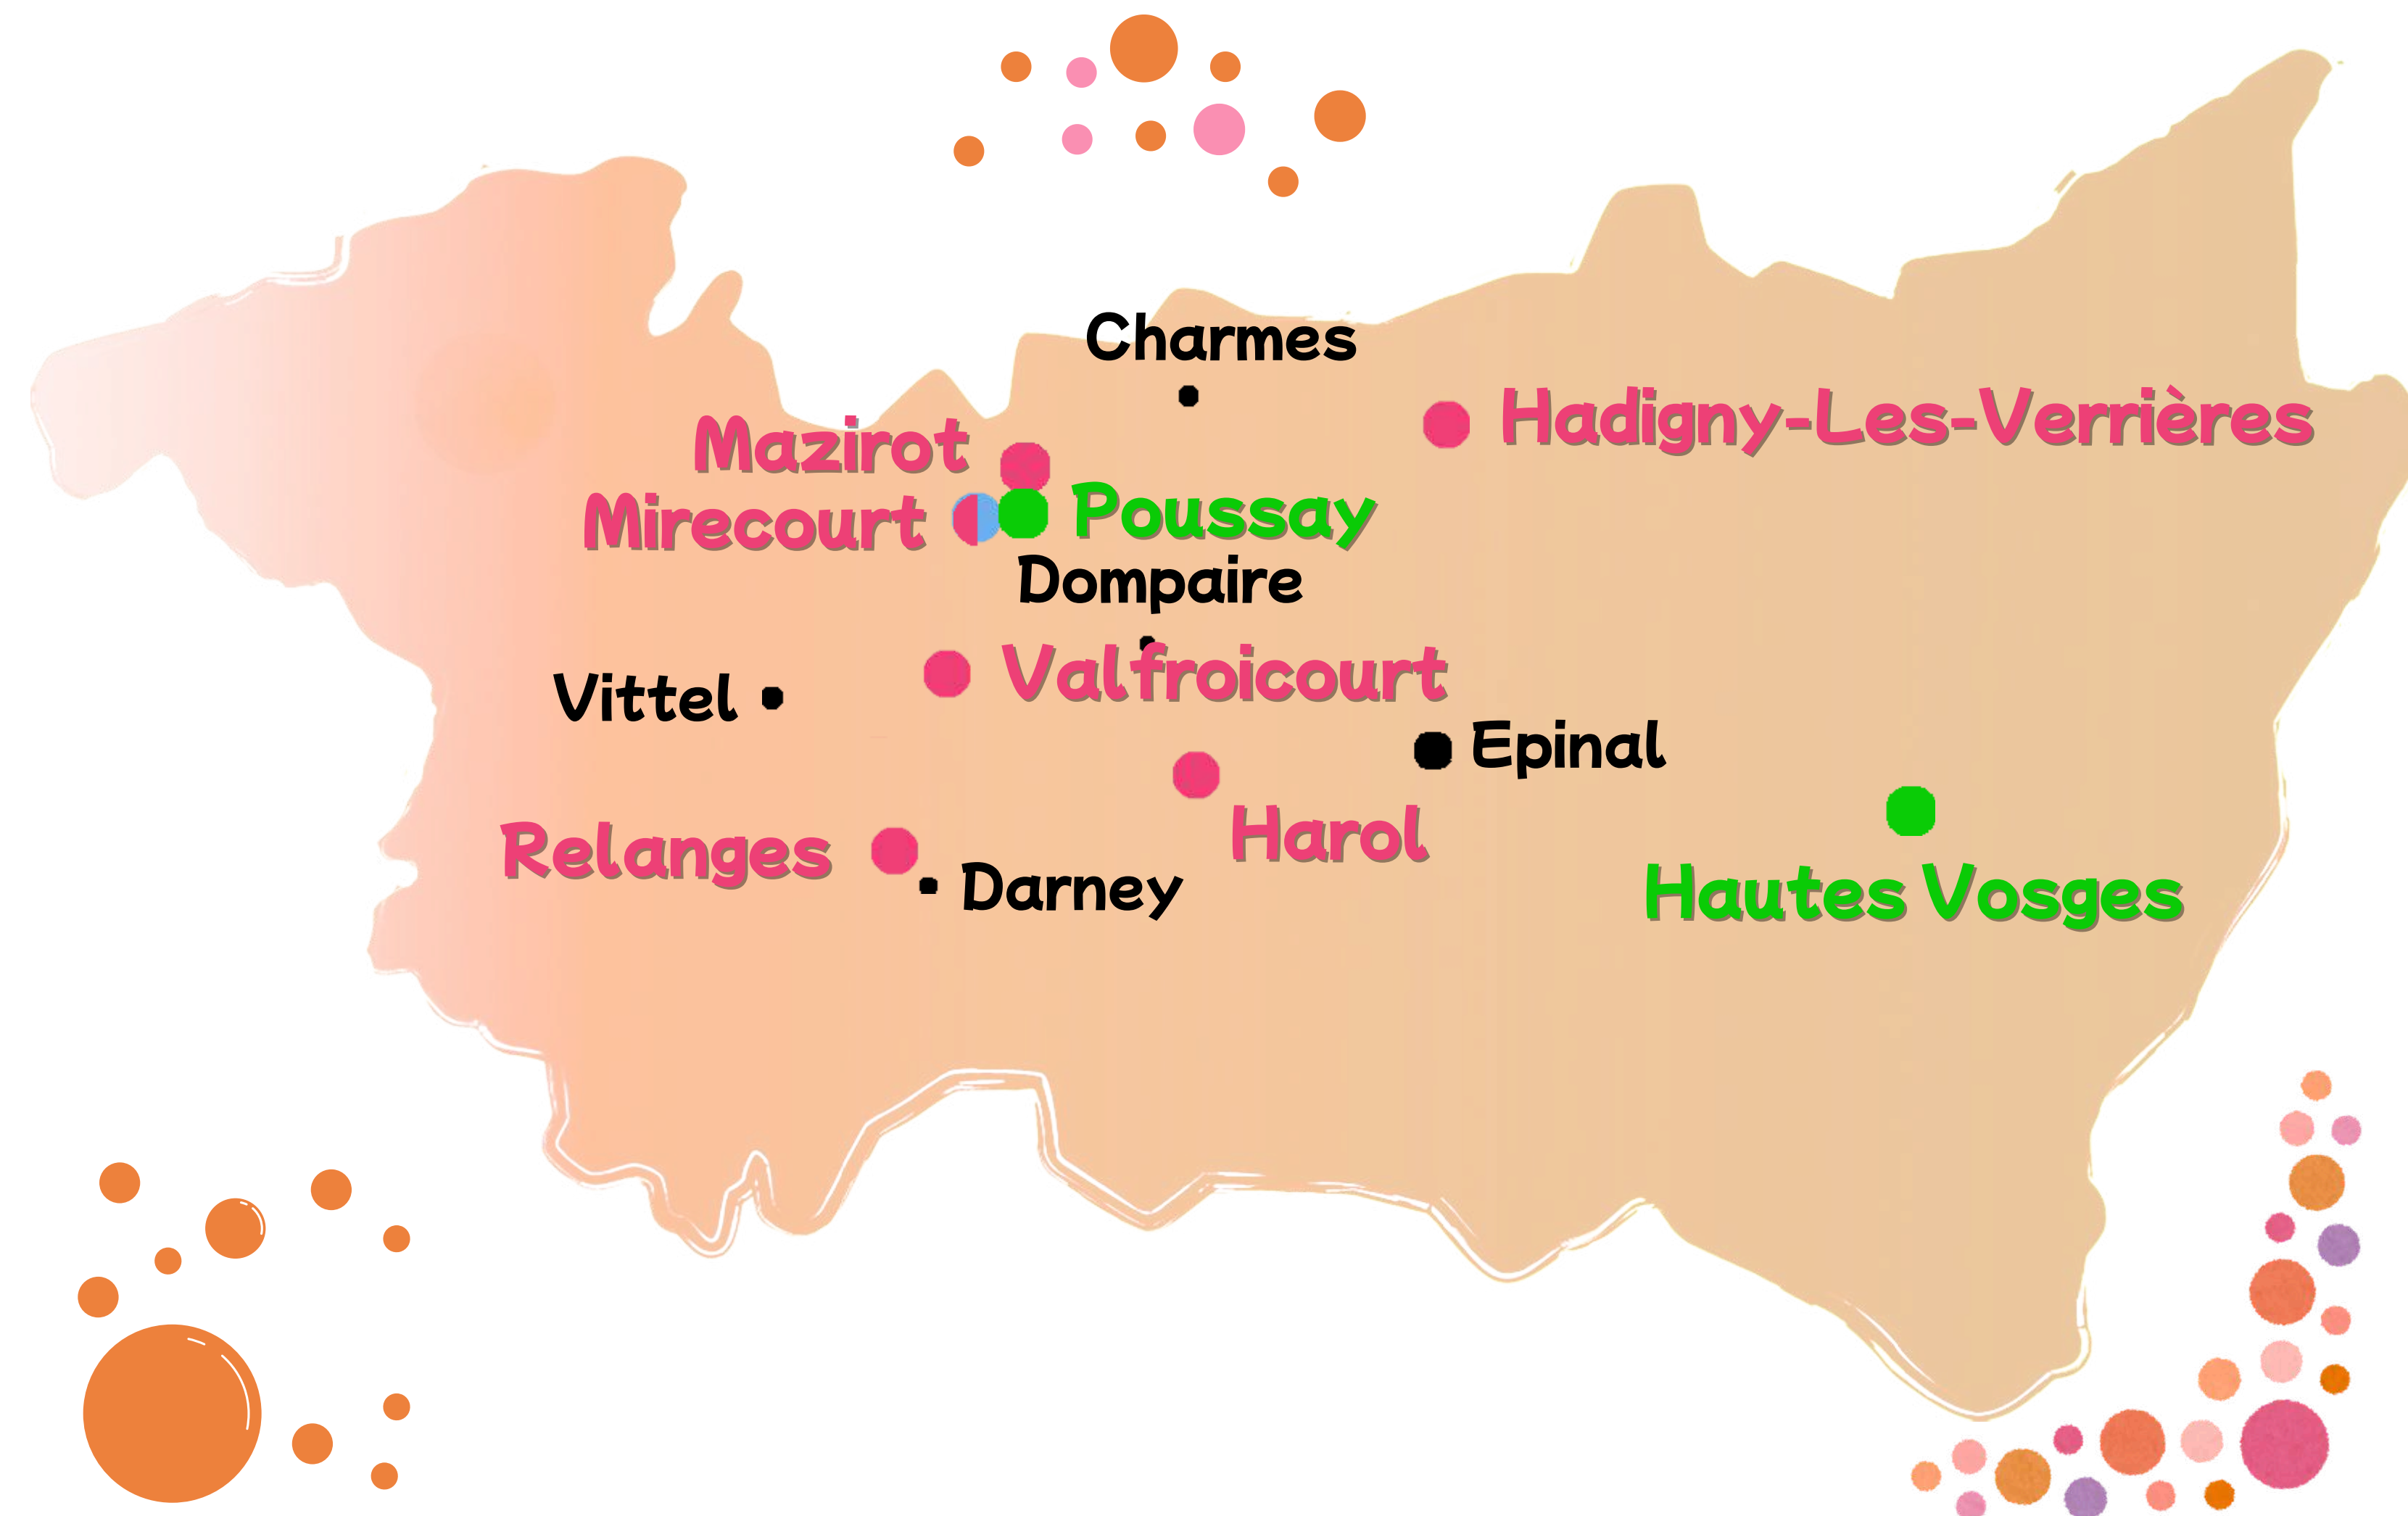 Charmes
Hadigny-Les-Verrières
Mazirot
Mirecourt
Poussay
Dompaire
Valfroicourt
Vittel
Epinal
Harol
Relanges
Darney
Hautes Vosges